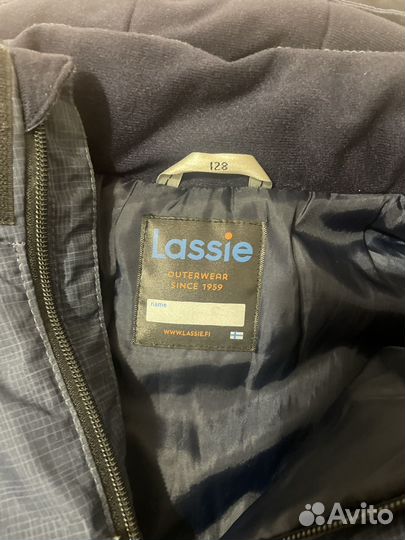 128
Lassie
OUTERWEAR
SINCE 1959
name
WWW.LASSIE.FI
Avito